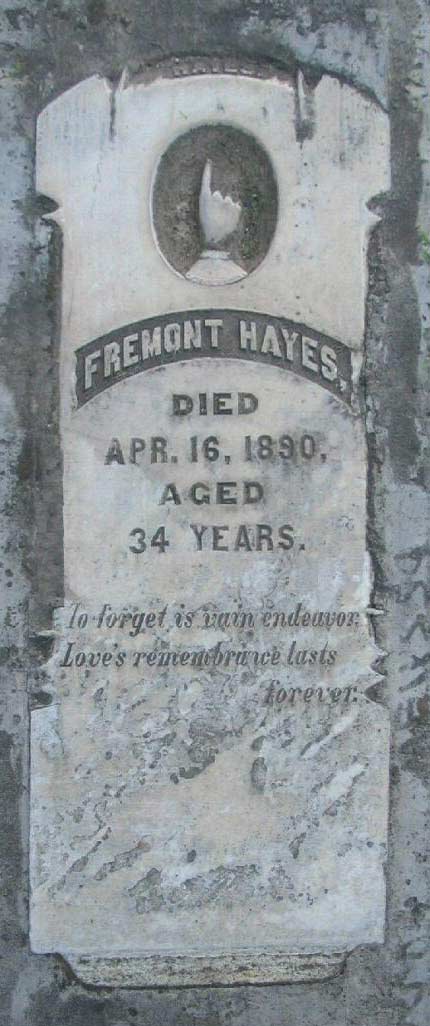 FREMONT HAYES,
DIED
APR. 16, 1890,
AGED
34 YEARS.
To forget is vain endeavor.
Love's remembrance lasts
forever.